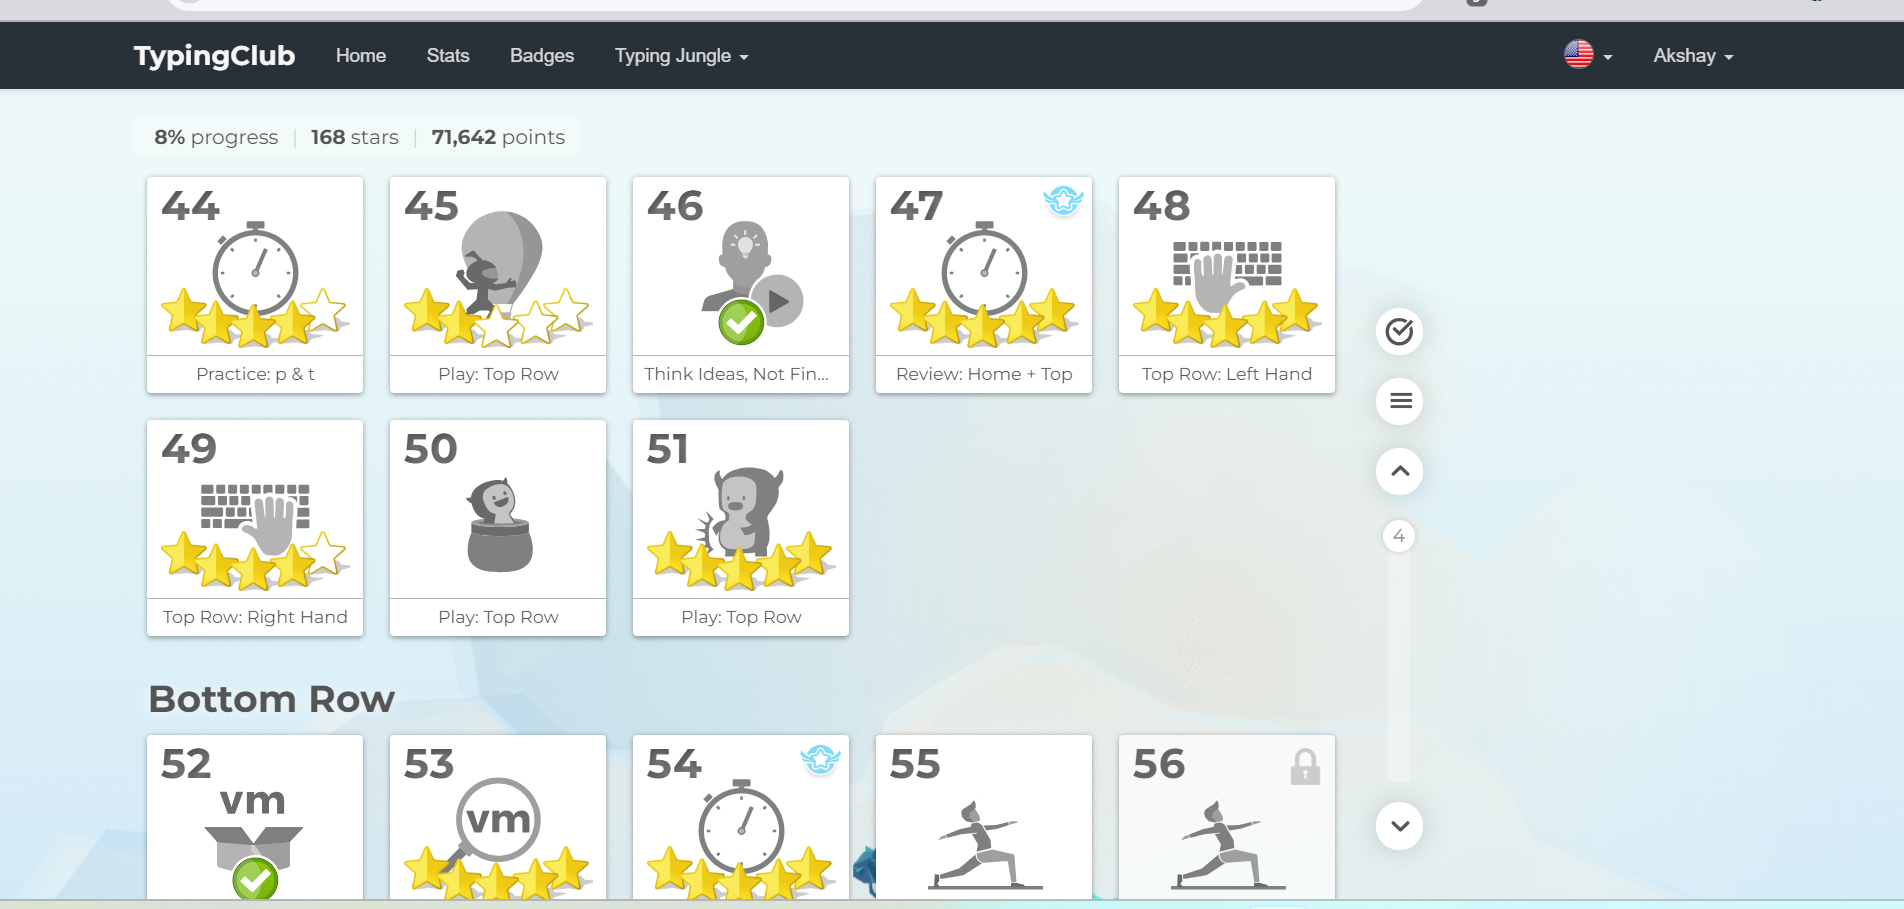 TypingClub Home Stats Badges Typing Jungle Akshay
8% progress | 168 stars | 71,642 points
44 45 46 47 48
Practice: p & t Play: Top Row Think Ideas, Not Fin... Review: Home + Top Top Row: Left Hand
49 50 51
4
Top Row: Right Hand Play: Top Row Play: Top Row
Bottom Row
52 53 54 55 56
vm vm